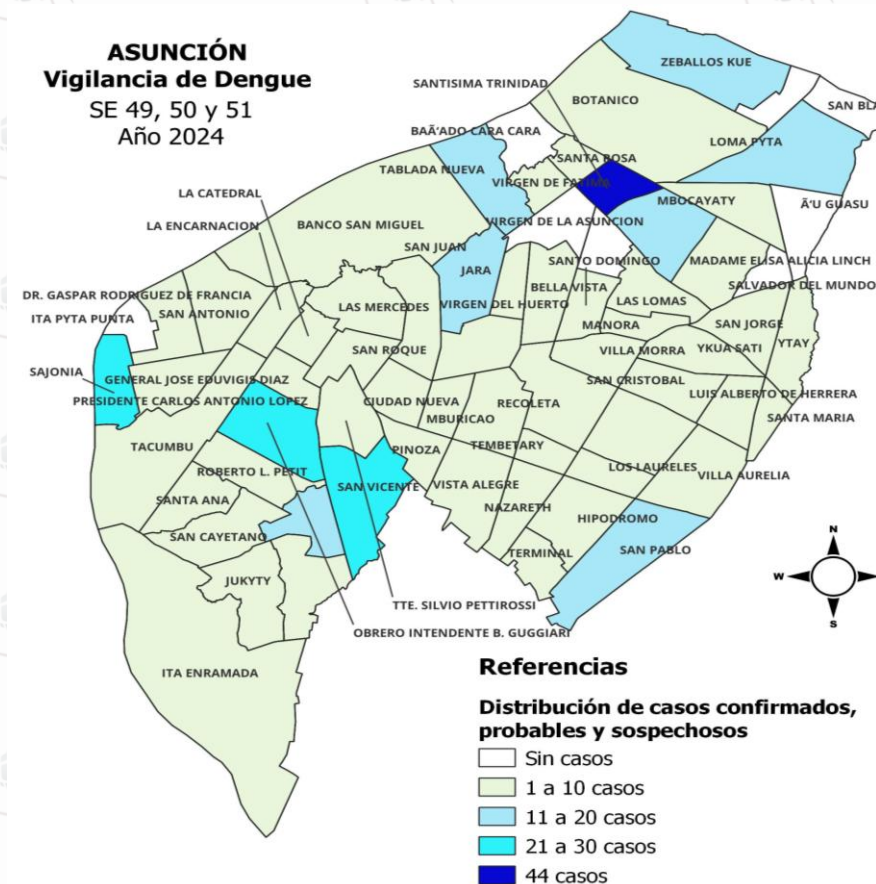 ASUNCIÓN
Vigilancia de Dengue
SE 49, 50 y 51
Año 2024
ZEBALLOS KUE
SANTISIMA TRINIDAD
BOTANICO
SAN BLA
BAÃ'ADO CARA CARA
LOMA PYTA
SANTA ROSA
TABLADA NUEVA
VIRGEN DE FATIMA
LA CATEDRAL
MBOCAYATY
Ã'U GUASU
LA ENCARNACION
BANCO SAN MIGUEL
VIRGEN DE LA ASUNCION
SAN JUAN
SANTO DOMINGO
MADAME ELISA ALICIA LINCH
JARA
BELLA VISTA
SALVADOR DEL MUNDO
DR. GASPAR RODRIGUEZ DE FRANCIA
LAS MERCEDES
VIRGEN DEL HUERTO
LAS LOMAS
ITA PYTA PUNTA
SAN ANTONIO
MANORA
SAN JORGE
SAN ROQUE
VILLA MORRA
YKUA SATI
YTAY
SAJONIA
GENERAL JOSE EDUVIGIS DIAZ
SAN CRISTOBAL
PRESIDENTE CARLOS ANTONIO LOPEZ
CIUDAD NUEVA
RECOLETA
LUIS ALBERTO DE HERRERA
MBURICAO
SANTA MARIA
TACUMBU
PINOZA
TEMBETARY
ROBERTO L. PETIT
LOS LAURELES
VILLA AURELIA
SAN VICENTE
VISTA ALEGRE
SANTA ANA
NAZARETH
HIPODROMO
SAN CAYETANO
TERMINAL
SAN PABLO
JUKYTY
TTE. SILVIO PETTIROSSI
OBRERO INTENDENTE B. GUGGIARI
ITA ENRAMADA
N
W
S
Referencias
Distribución de casos confirmados,
probables y sospechosos
Sin casos
1 a 10 casos
11 a 20 casos
21 a 30 casos
44 casos